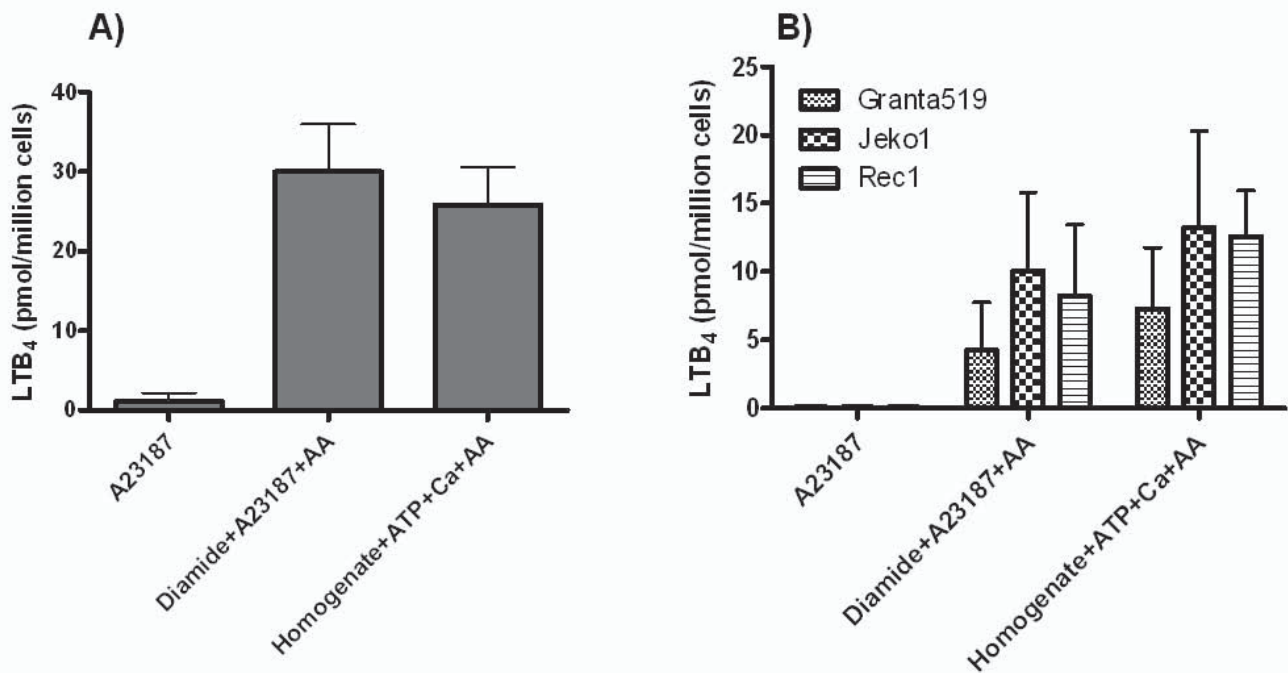 A)
LTB4 (pmol/million cells)
40
30
20
10
0
A23187
Diamide+A23187+AA
Homogenate+ATP+Ca+AA
B)
LTB4 (pmol/million cells)
25
20
15
10
5
0
Granta519
Jeko1
Rec1
A23187
Diamide+A23187+AA
Homogenate+ATP+Ca+AA